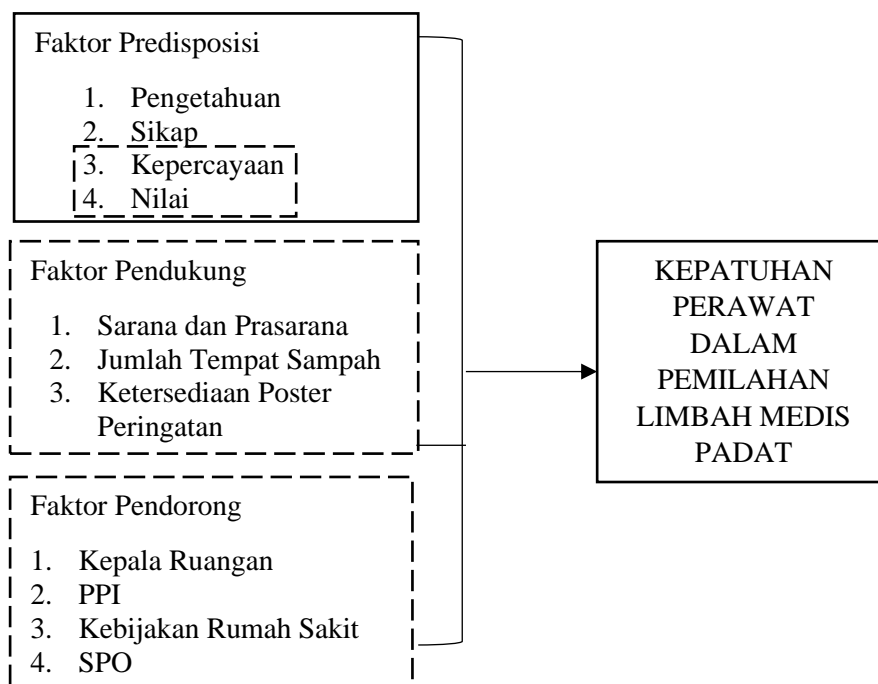 Faktor Predisposisi
1. Pengetahuan
2. Sikap
3. Kepercayaan
4. Nilai
Faktor Pendukung
1. Sarana dan Prasarana
2. Jumlah Tempat Sampah
3. Ketersediaan Poster
Peringatan
Faktor Pendorong
1. Kepala Ruangan
2. PPI
3. Kebijakan Rumah Sakit
4. SPO
KEPATUHAN
PERAWAT
DALAM
PEMILAHAN
LIMBAH MEDIS
PADAT